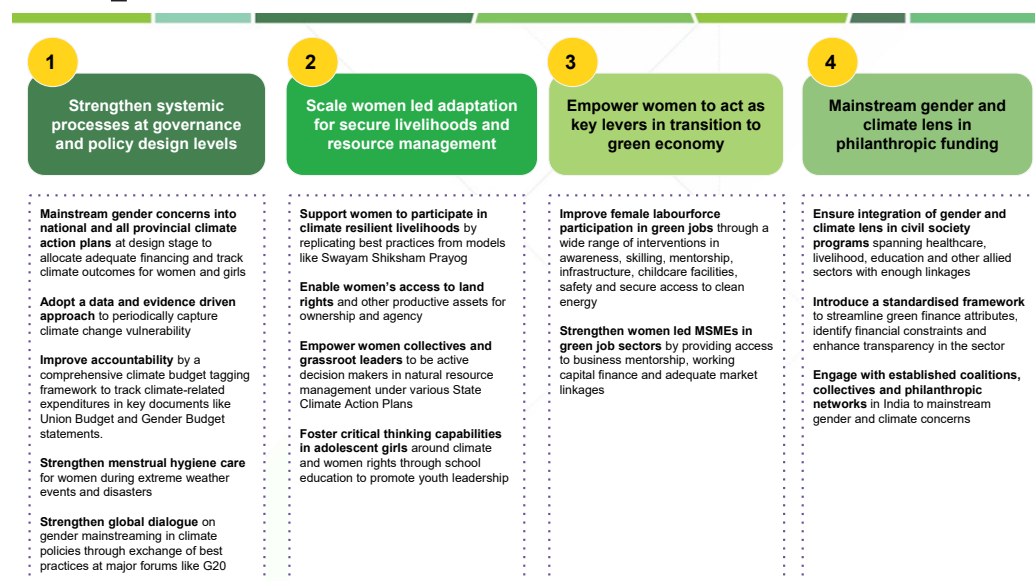 1
Strengthen systemic
processes at governance
and policy design levels
Mainstream gender concerns into
national and all provincial climate
action plans at design stage to
allocate adequate financing and track
climate outcomes for women and girls
Adopt a data and evidence driven
approach to periodically capture
climate change vulnerability
Improve accountability by a
comprehensive climate budget tagging
framework to track climate-related
expenditures in key documents like
Union Budget and Gender Budget
statements.
Strengthen menstrual hygiene care
for women during extreme weather
events and disasters
Strengthen global dialogue on
gender mainstreaming in climate
policies through exchange of best
practices at major forums like G20
2
Scale women led adaptation
for secure livelihoods and
resource management
Support women to participate in
climate resilient livelihoods by
replicating best practices from models
like Swayam Shiksham Prayog
Enable women's access to land
rights and other productive assets for
ownership and agency
Empower women collectives and
grassroot leaders to be active
decision makers in natural resource
management under various State
Climate Action Plans
Foster critical thinking capabilities
in adolescent girls around climate
and women rights through school
education to promote youth leadership
3
Empower women to act as
key levers in transition to
green economy
Improve female labourforce
participation in green jobs through a
wide range of interventions in
awareness, skilling, mentorship,
infrastructure, childcare facilities,
safety and secure access to clean
energy
Strengthen women led MSMEs in
green job sectors by providing access
to business mentorship, working
capital finance and adequate market
linkages
4
Mainstream gender and
climate lens in
philanthropic funding
Ensure integration of gender and
climate lens in civil society
programs spanning healthcare,
livelihood, education and other allied
sectors with enough linkages
Introduce a standardised framework
to streamline green finance attributes,
identify financial constraints and
enhance transparency in the sector
Engage with established coalitions,
collectives and philanthropic
networks in India to mainstream
gender and climate concerns